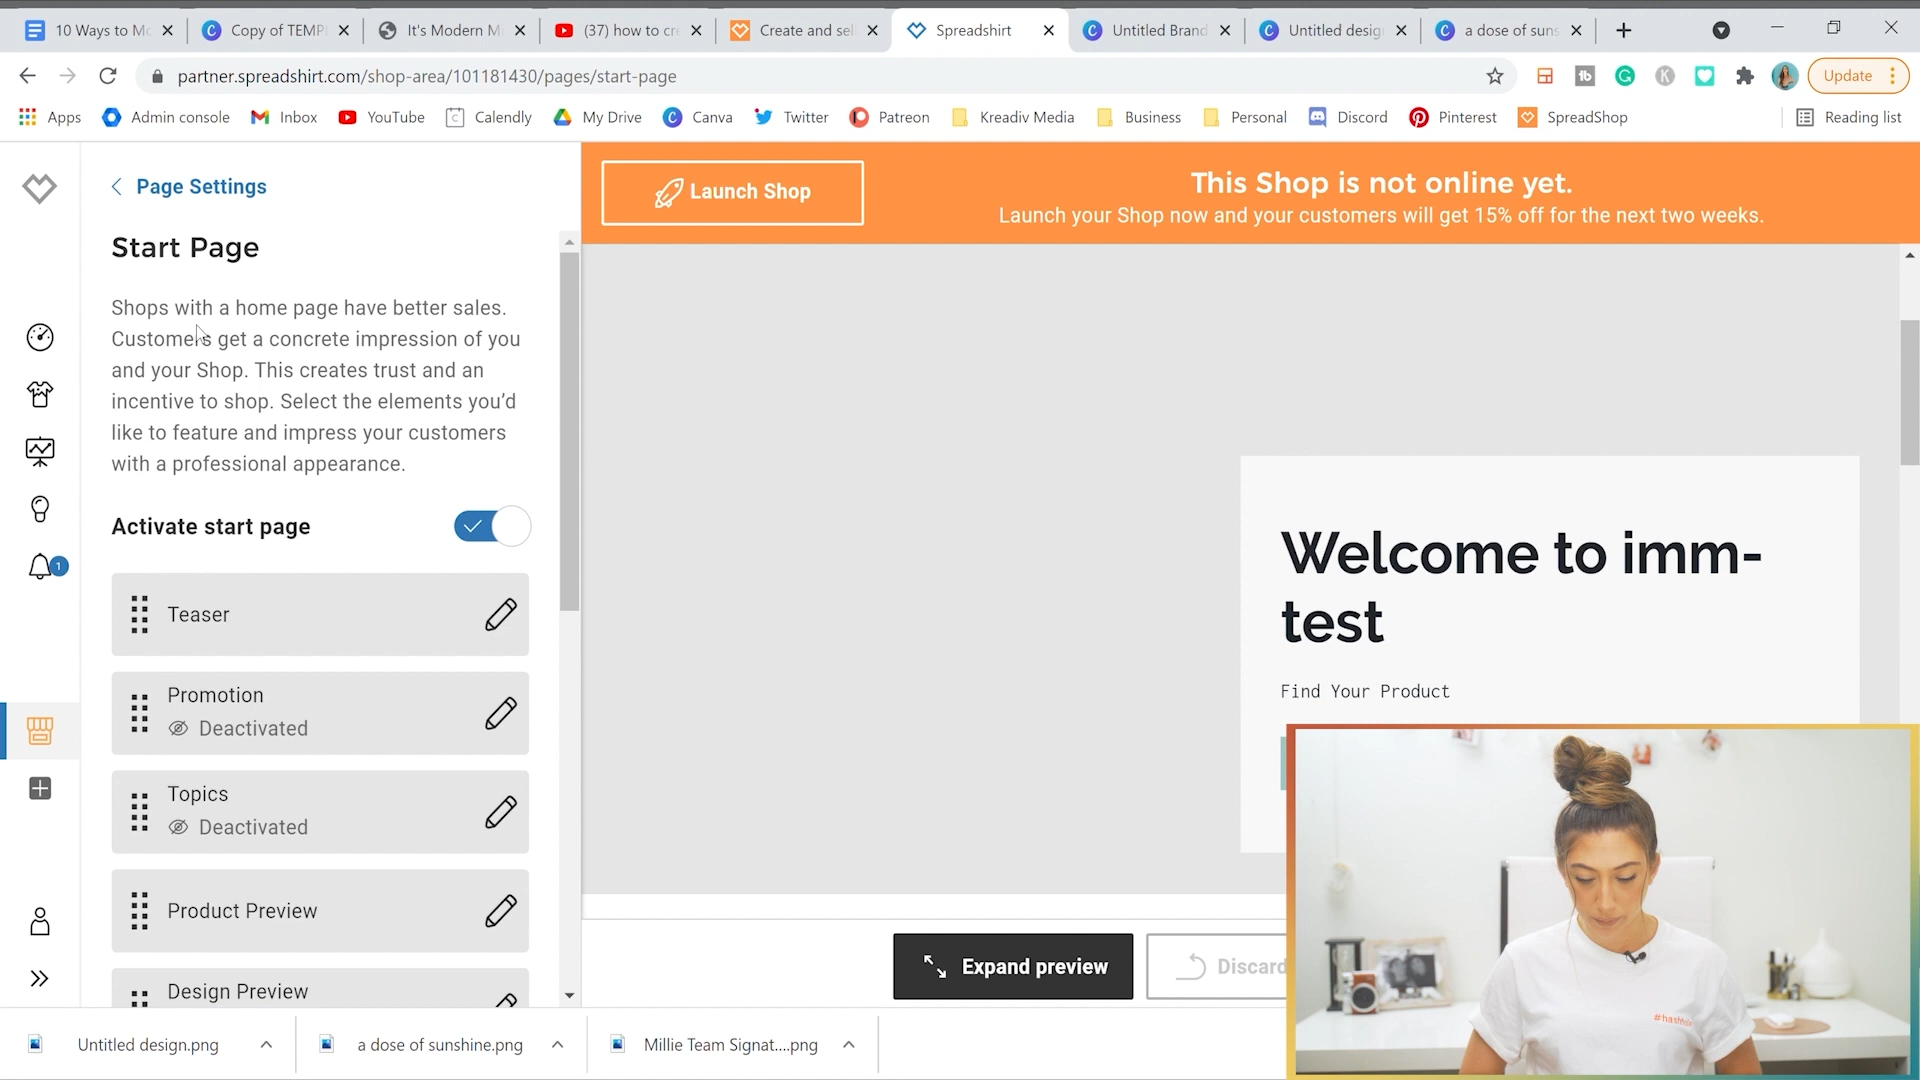 10 Ways to Mo
Copy of TEMP
It's Modern M
(37) how to cre
Create and sell
Spreadshirt
Untitled Brand
Untitled desig
a dose of suns
partner.spreadshirt.com/shop-area/101181430/pages/start-page
Update
Apps
Admin console
Inbox
YouTube
Calendly
My Drive
Canva
Twitter
Patreon
Kreadiv Media
Business
Personal
Discord
Pinterest
SpreadShop
Reading list
Page Settings
Start Page
Shops with a home page have better sales.
Customers get a concrete impression of you
and your Shop. This creates trust and an
incentive to shop. Select the elements you'd
like to feature and impress your customers
with a professional appearance.
Activate start page
Teaser
Promotion
Deactivated
Topics
Deactivated
Product Preview
Design Preview
1
Launch Shop
This Shop is not online yet.
Launch your Shop now and your customers will get 15% off for the next two weeks.
Welcome to imm-
test
Find Your Product
Expand preview
Discard
Untitled design.png
a dose of sunshine.png
Millie Team Signat....png